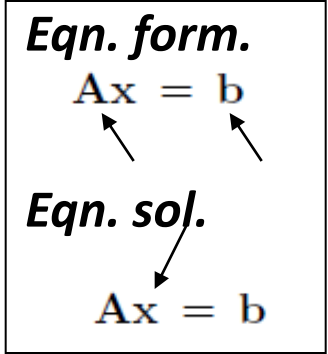 Eqn. form.
Ax = b
Eqn. sol.
Ax = b